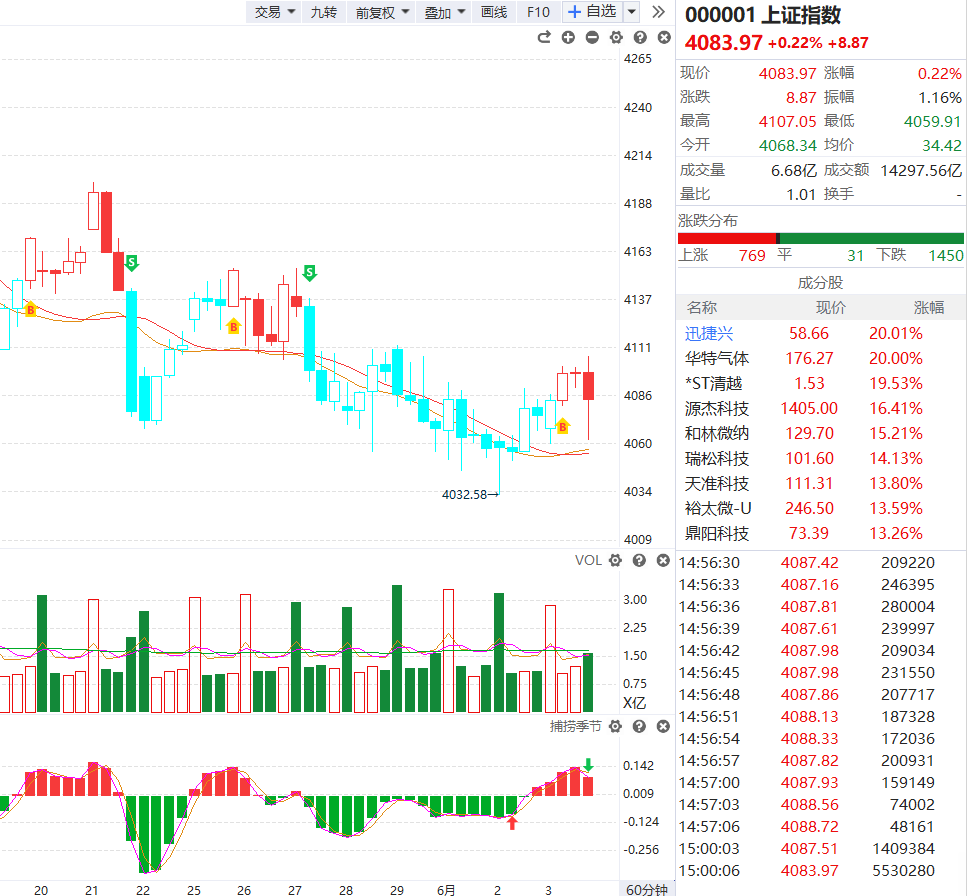 交易 九转 前复权 叠加 画线 F10 + 自选
4265
4240
4214
4188
4163
4137
4111
4086
4060
4034
4009
S
S
B
B
B
4032.58→
VOL
3.00
2.25
1.50
0.75
X亿
捕捞季节
0.142
0.009
-0.124
-0.256
20 21 22 25 26 27 28 29 6月 2 3 60分钟
000001 上证指数
4083.97 +0.22% +8.87
现价 4083.97 涨幅 0.22%
涨跌 8.87 振幅 1.16%
最高 4107.05 最低 4059.91
今开 4068.34 均价 34.42
成交量 6.68亿 成交额 14297.56亿
量比 1.01 换手 -
涨跌分布
上涨 769 平 31 下跌 1450
成分股
名称 现价 涨幅
迅捷兴 58.66 20.01%
华特气体 176.27 20.00%
*ST清越 1.53 19.53%
源杰科技 1405.00 16.41%
和林微纳 129.70 15.21%
瑞松科技 101.60 14.13%
天准科技 111.31 13.80%
裕太微-U 246.50 13.59%
鼎阳科技 73.39 13.26%
14:56:30 4087.42 209220
14:56:33 4087.16 246395
14:56:36 4087.81 280004
14:56:39 4087.61 239997
14:56:42 4087.98 209034
14:56:45 4087.98 231550
14:56:48 4087.86 207717
14:56:51 4088.13 187328
14:56:54 4088.33 172036
14:56:57 4087.82 200931
14:57:00 4087.93 159149
14:57:03 4088.56 74002
14:57:06 4088.72 48161
15:00:03 4087.51 1409384
15:00:06 4083.97 5530280